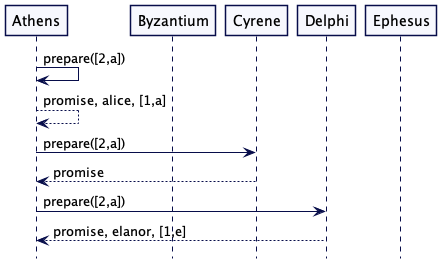 Athens Byzantium Cyrene Delphi Ephesus
prepare([2,a])
promise, alice, [1,a]
prepare([2,a])
promise
prepare([2,a])
promise, elanor, [1,e]